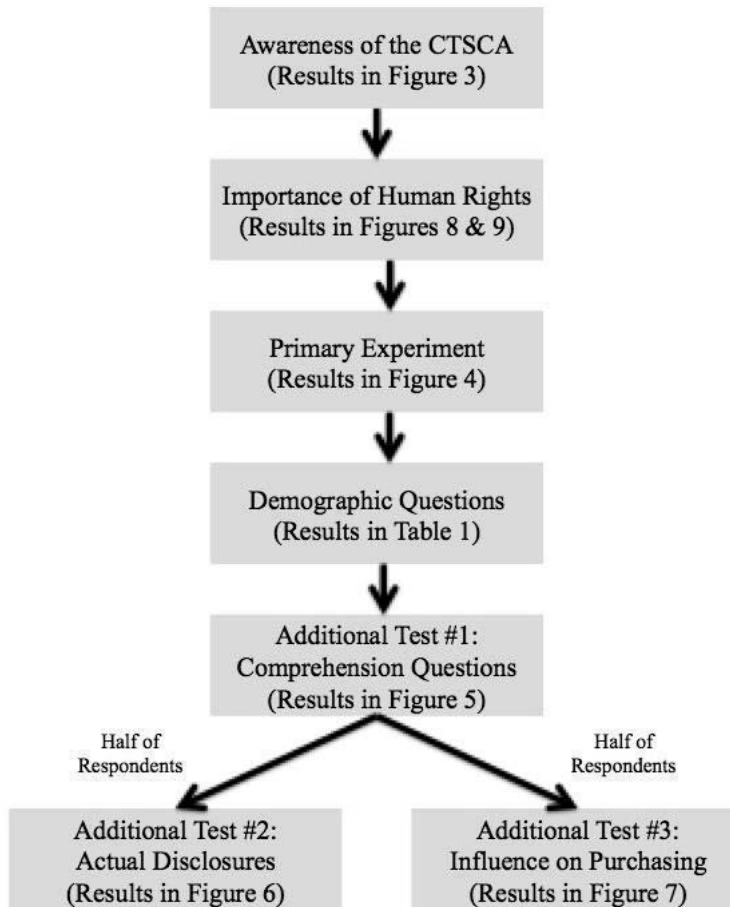 Awareness of the CTSCA
(Results in Figure 3)
Importance of Human Rights
(Results in Figures 8 & 9)
Primary Experiment
(Results in Figure 4)
Demographic Questions
(Results in Table 1)
Additional Test #1:
Comprehension Questions
(Results in Figure 5)
Half of
Respondents
Half of
Respondents
Additional Test #2:
Actual Disclosures
(Results in Figure 6)
Additional Test #3:
Influence on Purchasing
(Results in Figure 7)